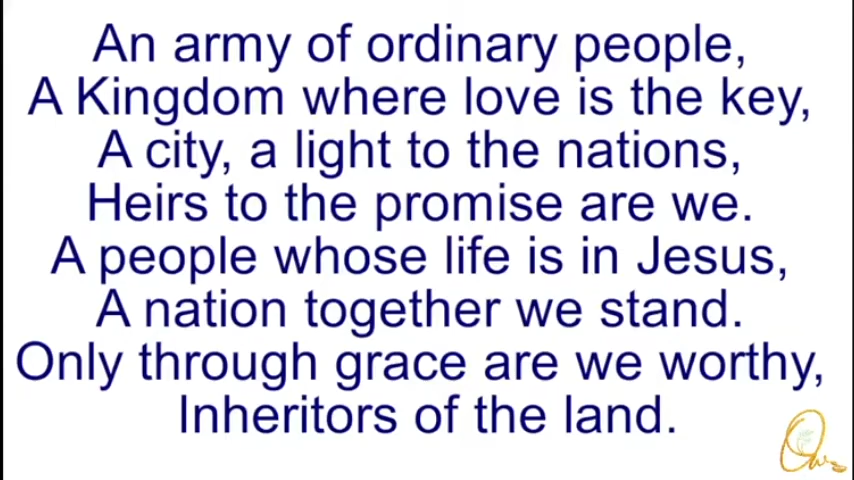 An army of ordinary people,
A Kingdom where love is the key,
A city, a light to the nations,
Heirs to the promise are we.
A people whose life is in Jesus,
A nation together we stand.
Only through grace are we worthy,
Inheritors of the land.